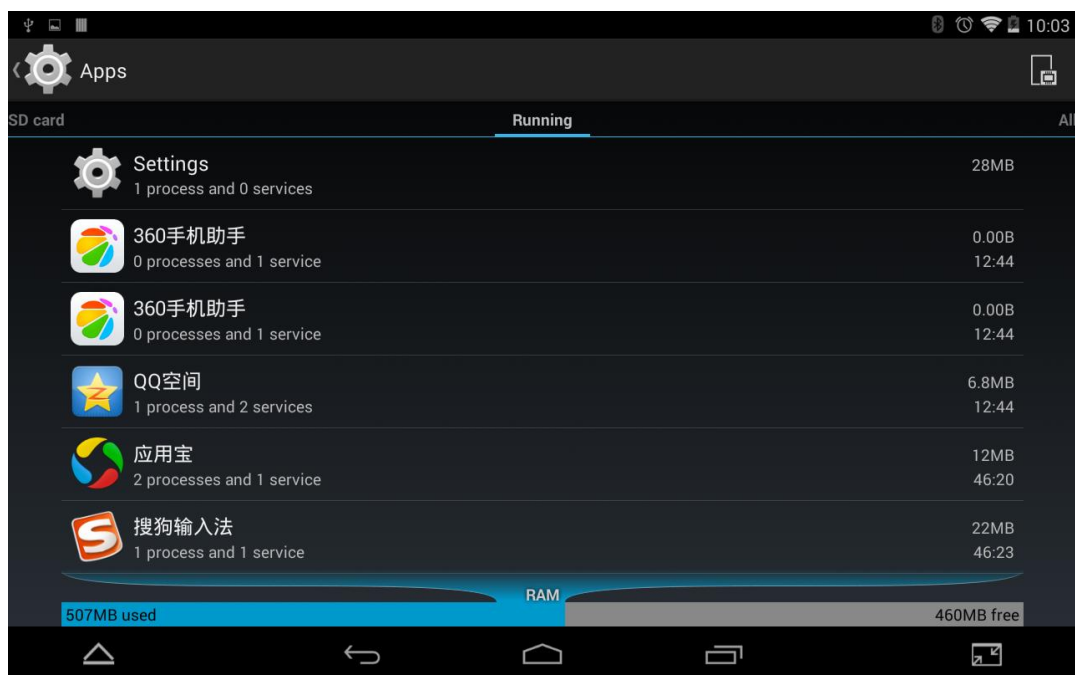 10:03
Apps
SD card
Running
All
Settings
28MB
1 process and 0 services
360手机助手
0.00B
0 processes and 1 service
12:44
360手机助手
0.00B
0 processes and 1 service
12:44
QQ空间
6.8MB
1 process and 2 services
12:44
应用宝
12MB
2 processes and 1 service
46:20
搜狗输入法
22MB
1 process and 1 service
46:23
RAM
507MB used
460MB free